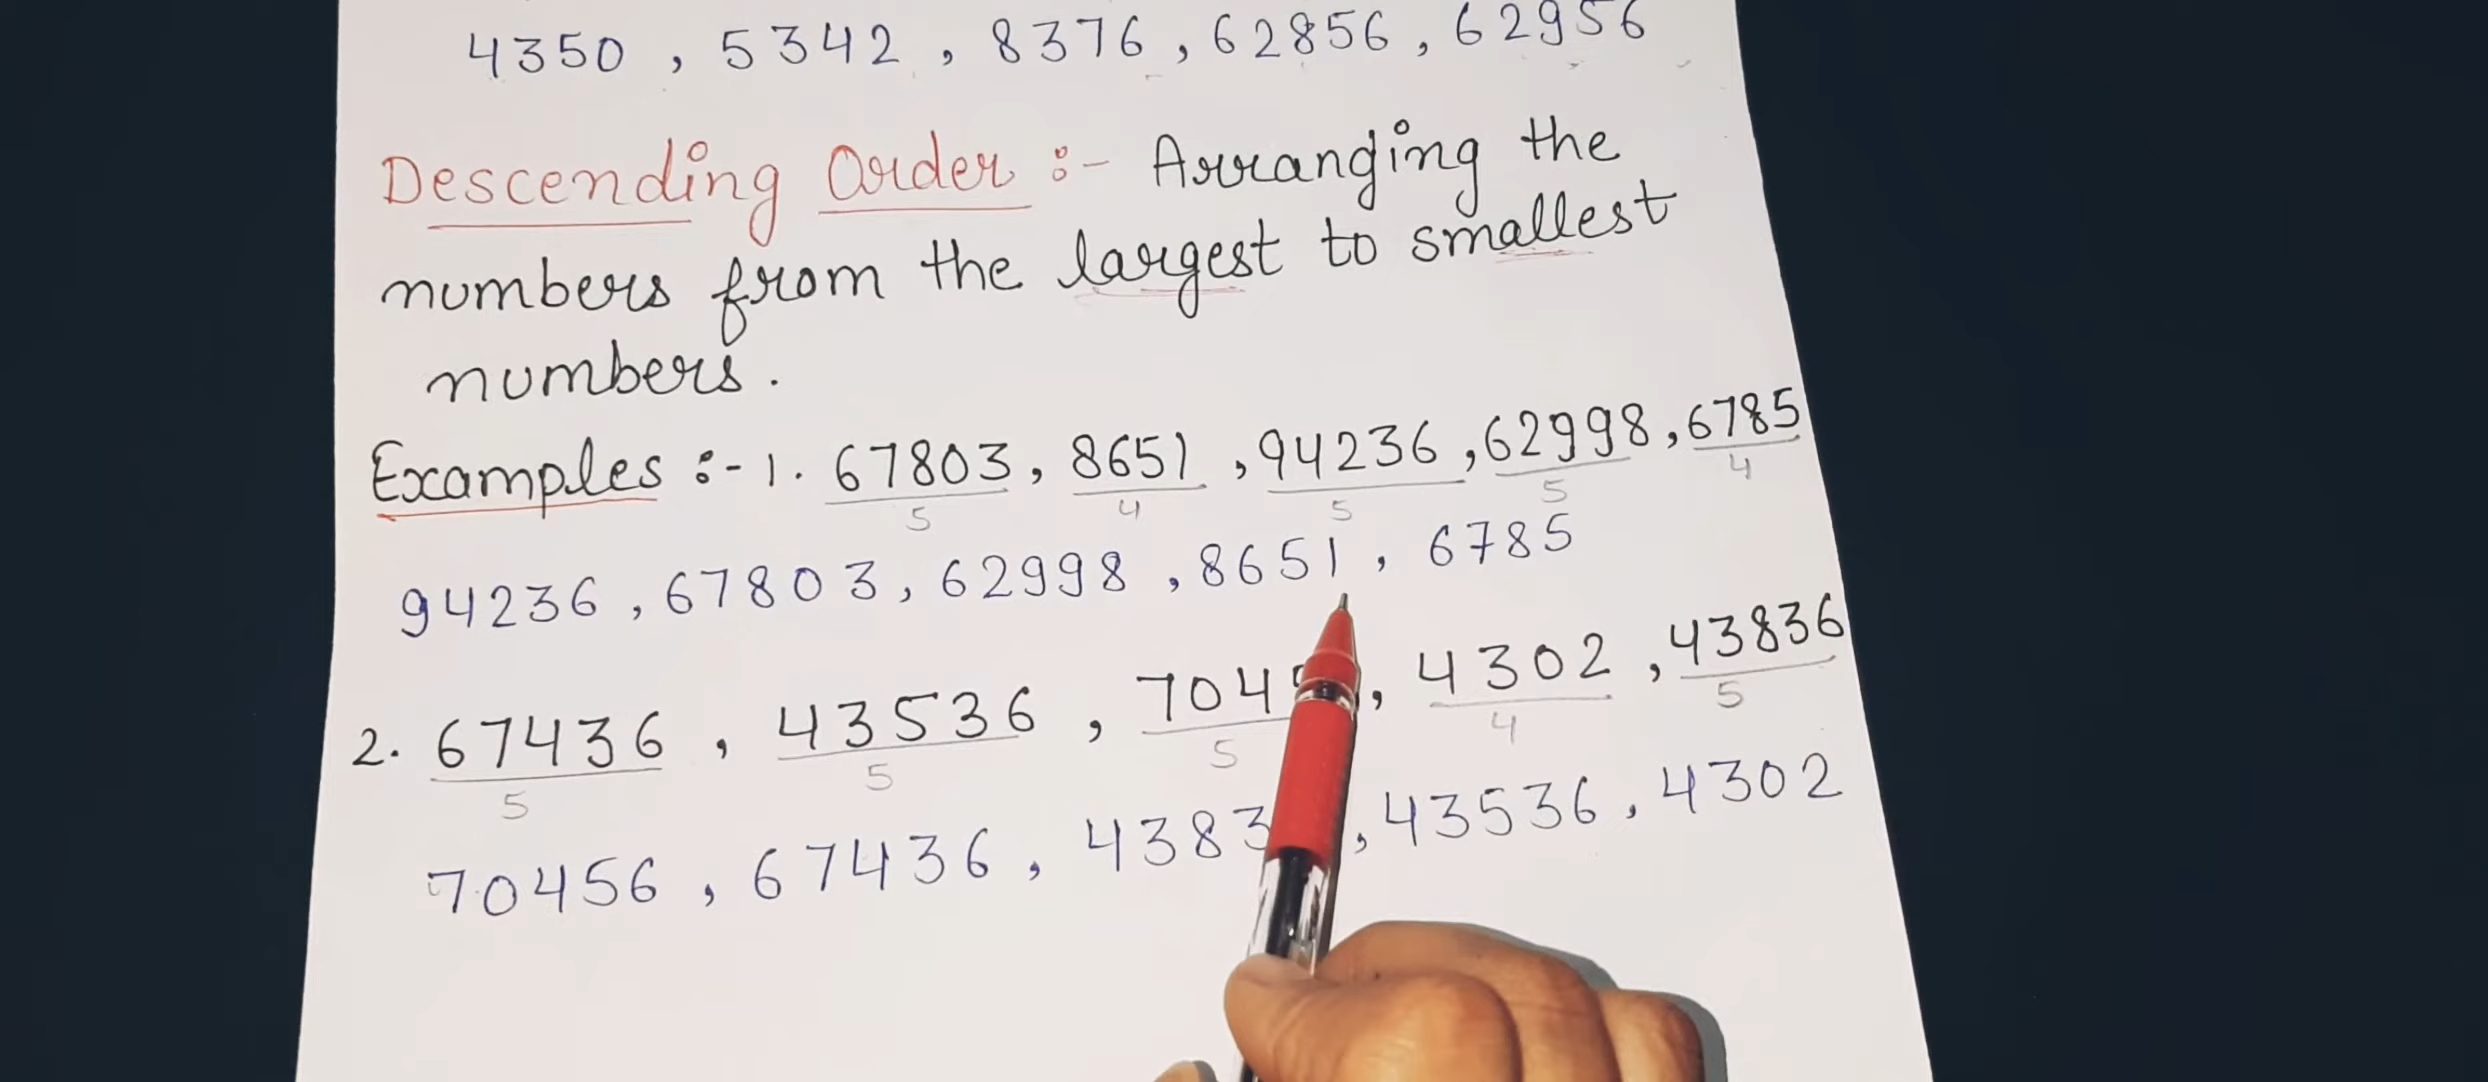 4350 , 5342 , 8376 , 62856 , 62956
Descending Order :- Arranging the
numbers from the largest to smallest
numbers .
Examples :- 1. 67803 , 8651 , 94236 , 62998 , 6785
5 4 5 5 4
94236 , 67803 , 62998 , 8651 , 6785
2. 67436 , 43536 , 704 , 4302 , 43836
5 5 5 4 5
70456 , 67436 , 4383 , 43536 , 4302